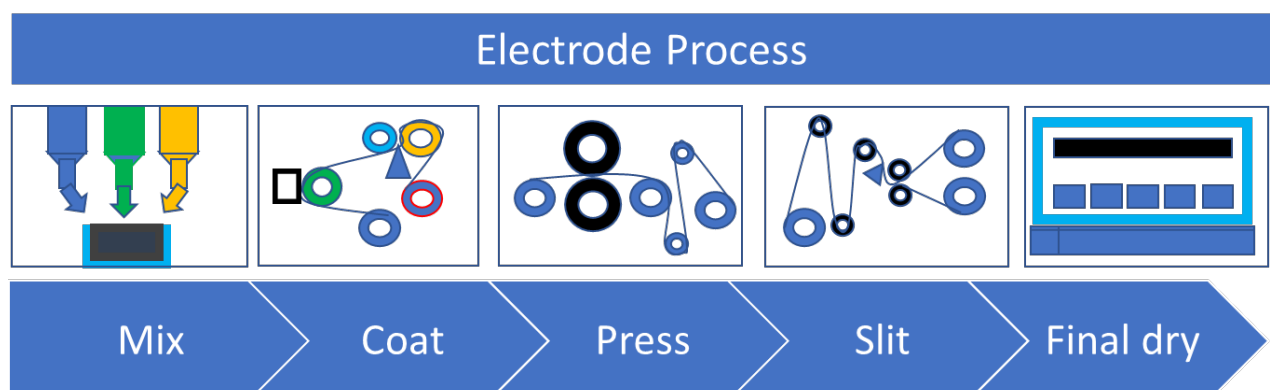 Electrode Process
Mix
Coat
Press
Slit
Final dry